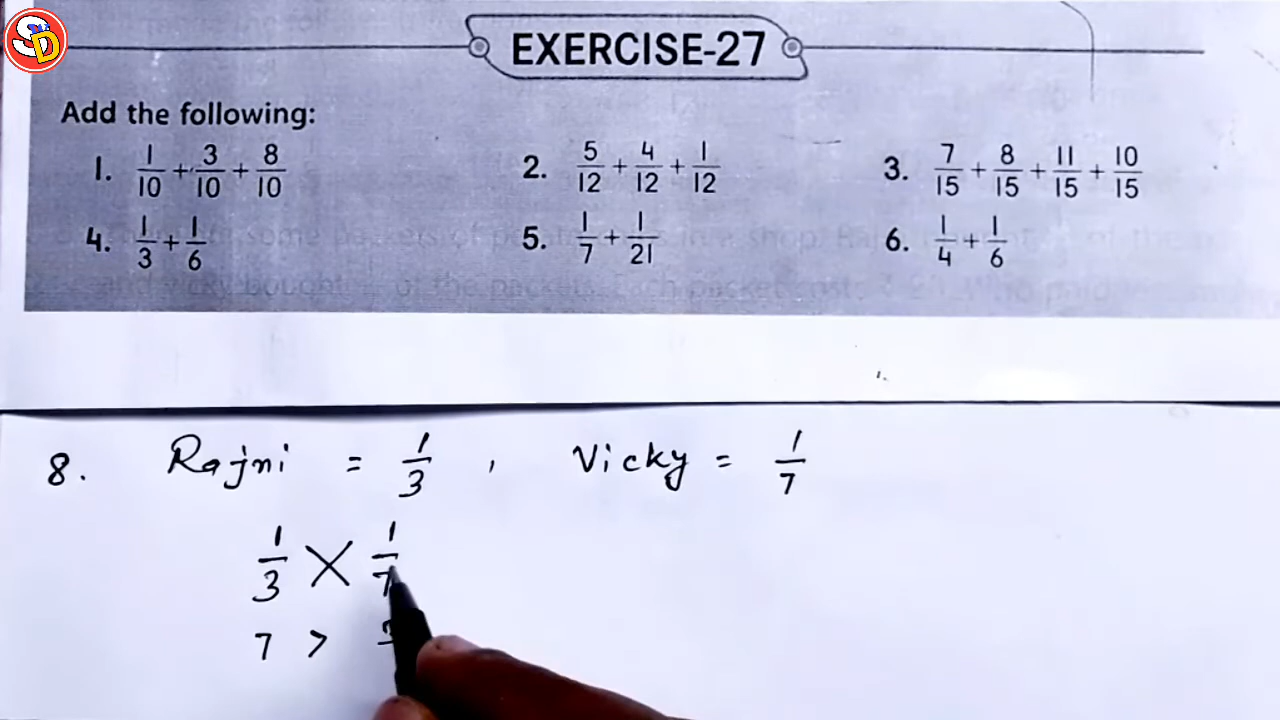 SD
EXERCISE-27
Add the following:
1. 1/10 + 3/10 + 8/10 2. 5/12 + 4/12 + 1/12 3. 7/15 + 8/15 + 11/15 + 10/15
4. 1/3 + 1/6 5. 1/7 + 1/21 6. 1/4 + 1/6
8. Rajni = 1/3 , Vicky = 1/7
1/3 X 1/7
7 >